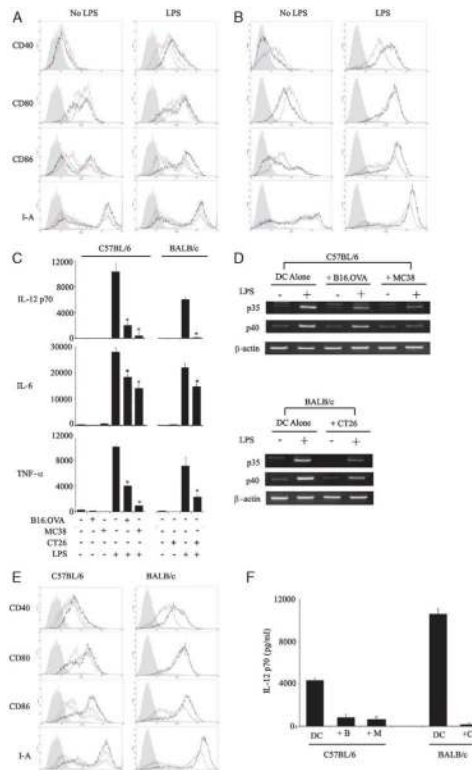 A
No LPS
LPS
B
No LPS
LPS
CD40
CD80
CD86
I-A
C
C57BL/6
BALB/c
IL-12 p70
12000
8000
4000
0
IL-6
30000
20000
10000
0
TNF-α
12000
8000
4000
0
B16.OVA - + - - + - - - - -
MC38 - - + - - + - - - -
CT26 - - - - - - - + - +
LPS - - - + + + - - + +
D
C57BL/6
DC Alone + B16.OVA + MC38
LPS - + - + - +
p35
p40
β-actin
BALB/c
DC Alone + CT26
LPS - + - +
p35
p40
β-actin
E
C57BL/6
BALB/c
CD40
CD80
CD86
I-A
F
IL-12 p70 (pg/ml)
12000
8000
4000
0
DC + B + M DC +C
C57BL/6 BALB/c